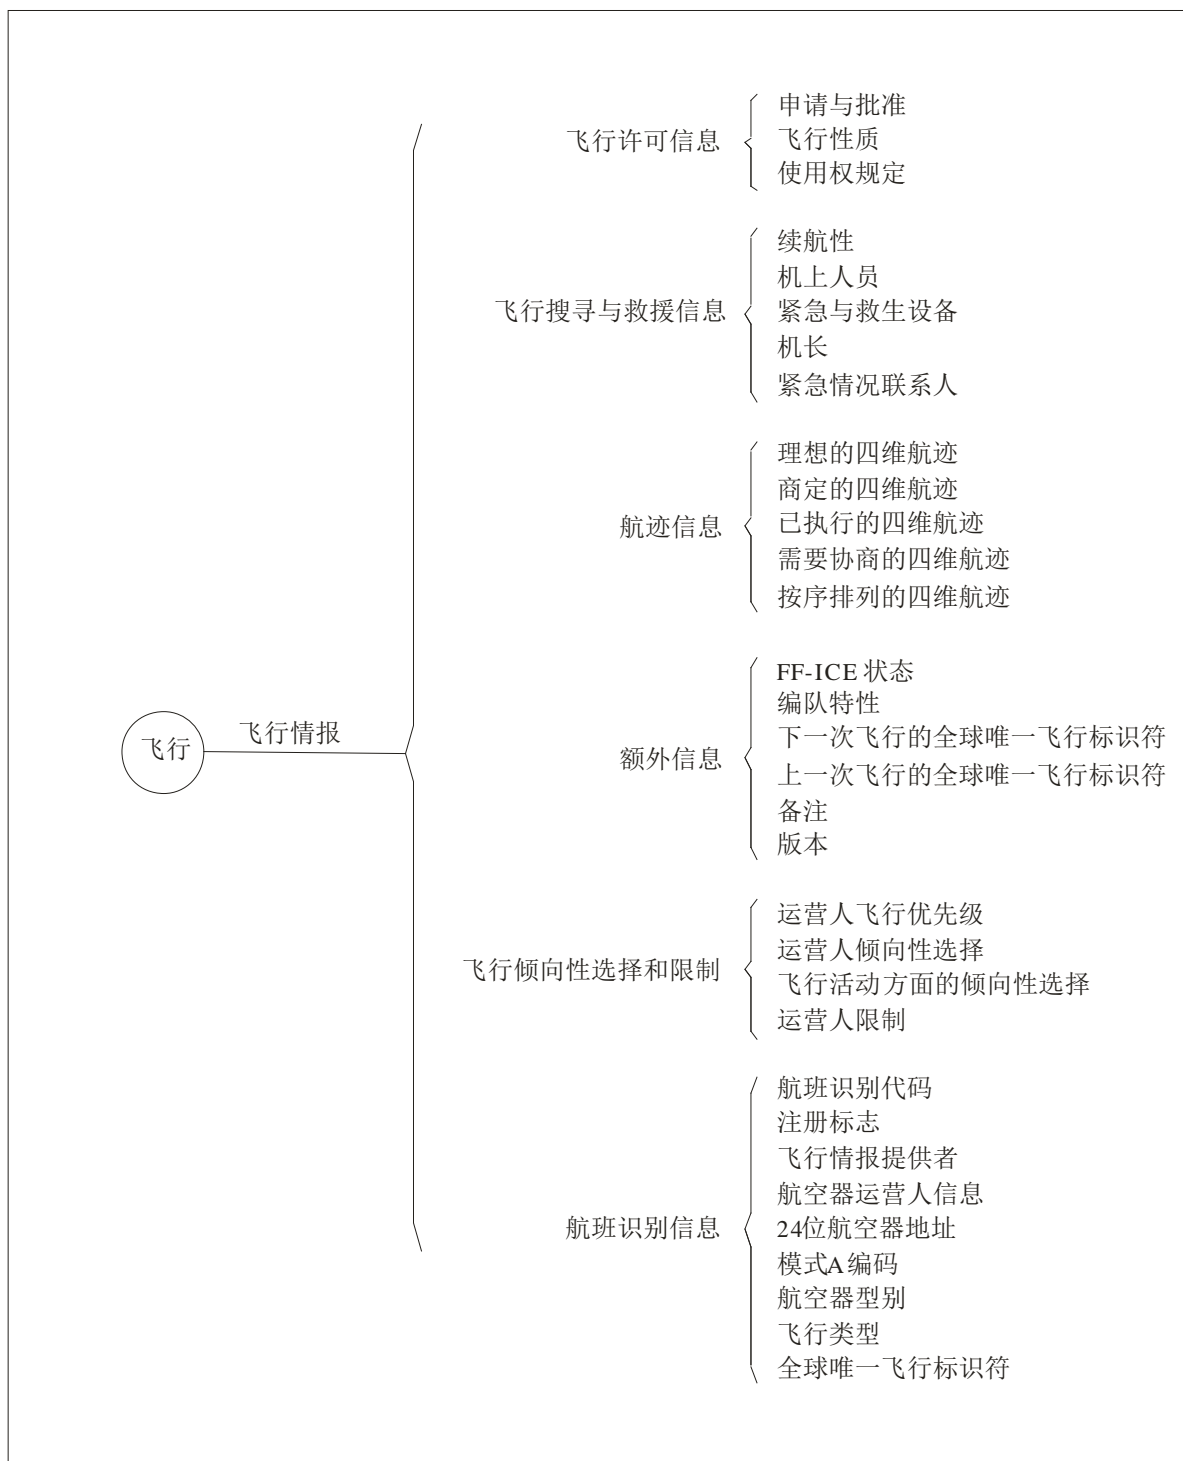 飞行
飞行情报
飞行许可信息
申请与批准
飞行性质
使用权规定
飞行搜寻与救援信息
续航性
机上人员
紧急与救生设备
机长
紧急情况联系人
航迹信息
理想的四维航迹
商定的四维航迹
已执行的四维航迹
需要协商的四维航迹
按序排列的四维航迹
额外信息
FF-ICE 状态
编队特性
下一次飞行的全球唯一飞行标识符
上一次飞行的全球唯一飞行标识符
备注
版本
飞行倾向性选择和限制
运营人飞行优先级
运营人倾向性选择
飞行活动方面的倾向性选择
运营人限制
航班识别信息
航班识别代码
注册标志
飞行情报提供者
航空器运营人信息
24位航空器地址
模式A 编码
航空器型别
飞行类型
全球唯一飞行标识符